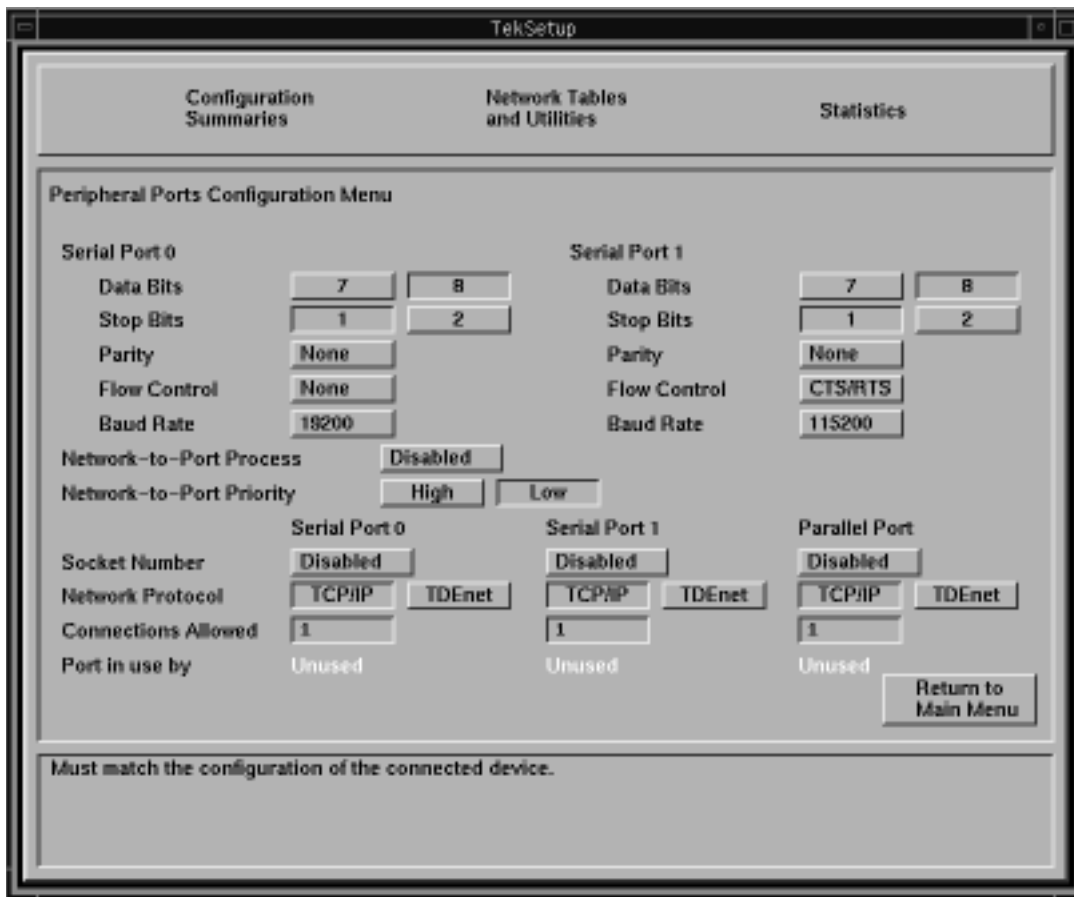 TekSetup
Configuration Summaries
Network Tables and Utilities
Statistics
Peripheral Ports Configuration Menu
Serial Port 0 Serial Port 1
Data Bits 7 8 Data Bits 7 8
Stop Bits 1 2 Stop Bits 1 2
Parity None Parity None
Flow Control None Flow Control CTS/RTS
Baud Rate 19200 Baud Rate 115200
Network-to-Port Process Disabled
Network-to-Port Priority High Low
Serial Port 0 Serial Port 1 Parallel Port
Socket Number Disabled Disabled Disabled
Network Protocol TCP/IP TDEnet TCP/IP TDEnet TCP/IP TDEnet
Connections Allowed 1 1 1
Port in use by Unused Unused Unused
Return to Main Menu
Must match the configuration of the connected device.